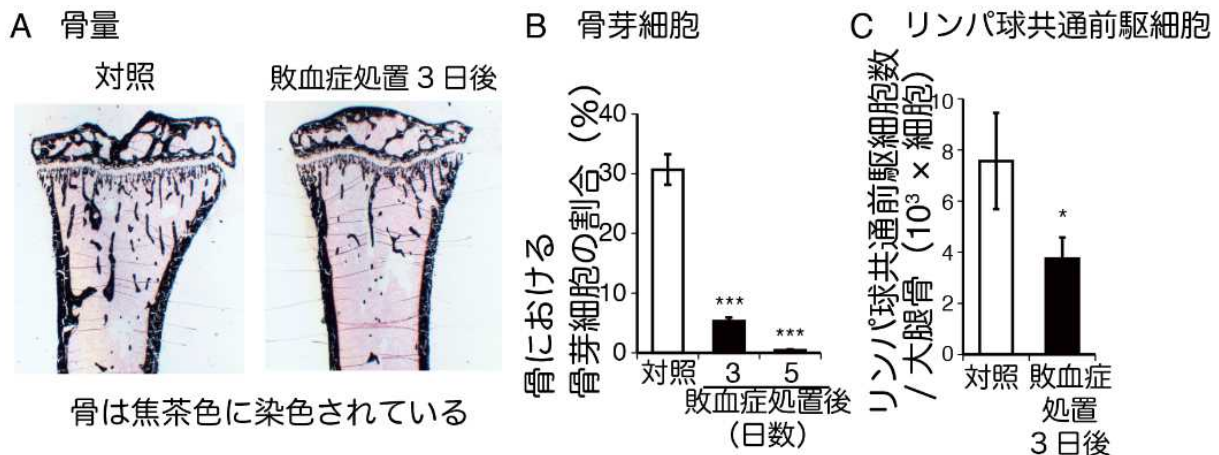 A 骨量
対照
敗血症処置 3 日後
骨は焦茶色に染色されている
B 骨芽細胞
骨における
骨芽細胞の割合 (%)
40
30
20
10
0
***
***
対照
3
5
敗血症処置後
(日数)
C リンパ球共通前駆細胞
リンパ球共通前駆細胞数
/ 大腿骨 (10³ × 細胞)
10
8
6
4
2
0
*
対照
敗血症
処置
3 日後